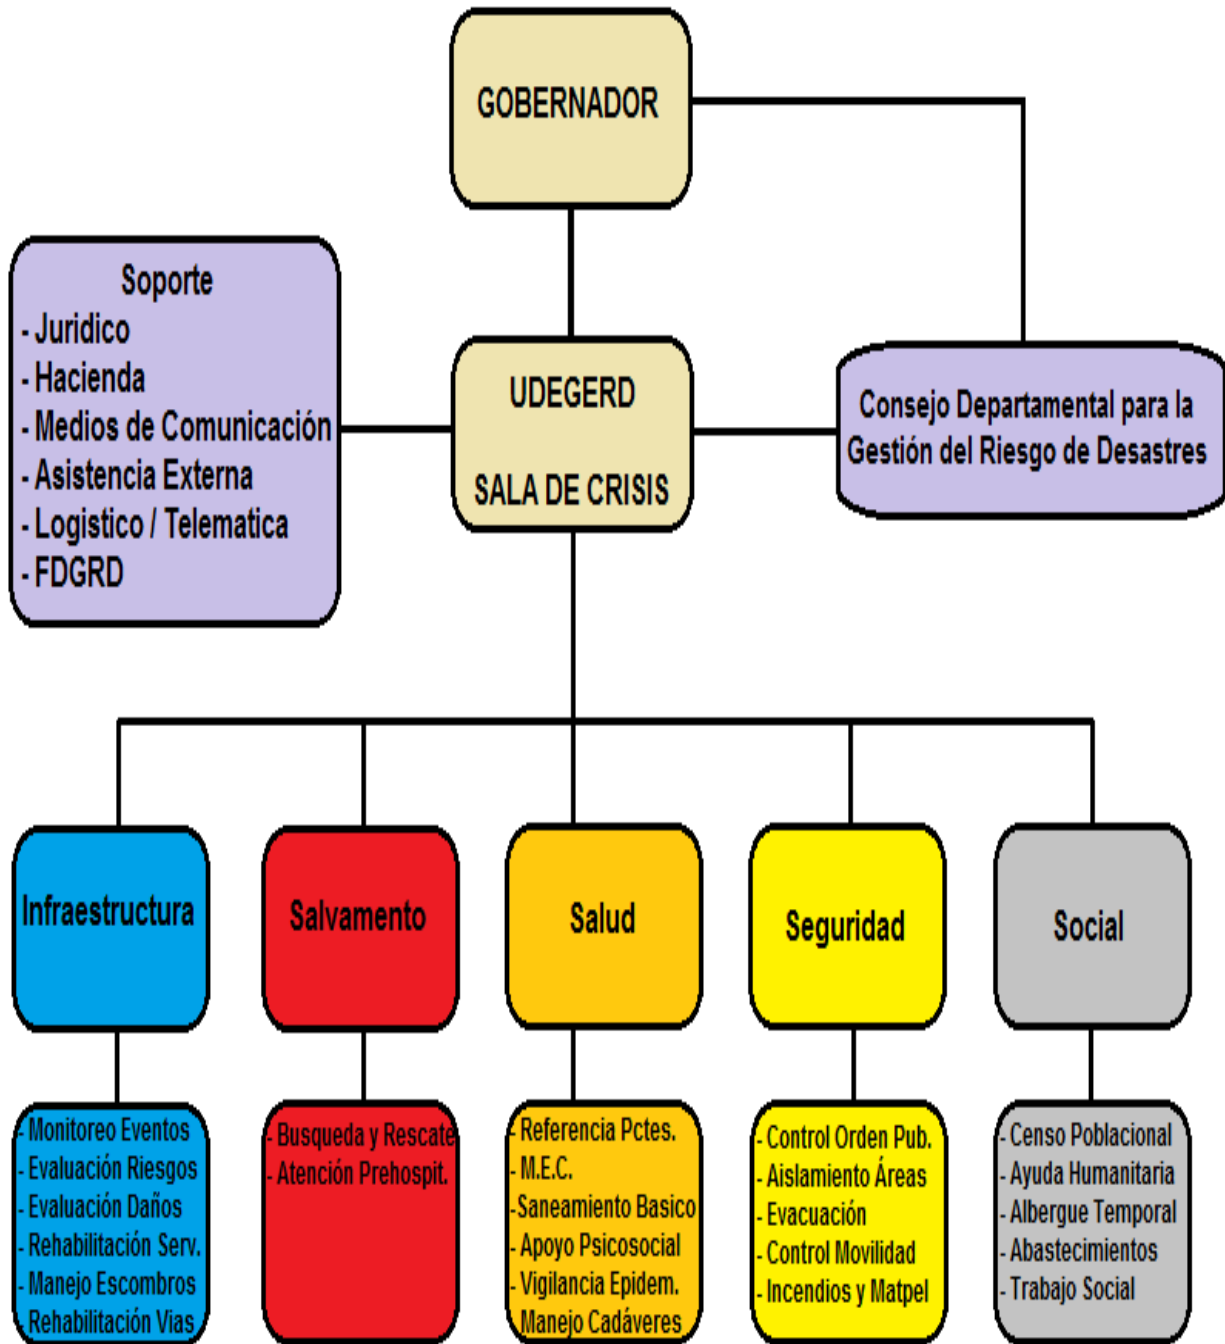 GOBERNADOR
Soporte
- Juridico
- Hacienda
- Medios de Comunicación
- Asistencia Externa
- Logistico / Telematica
- FDGRD
UDEGERD
SALA DE CRISIS
Consejo Departamental para la
Gestión del Riesgo de Desastres
Infraestructura
Salvamento
Salud
Seguridad
Social
- Monitoreo Eventos
- Evaluación Riesgos
- Evaluación Daños
- Rehabilitación Serv.
- Manejo Escombros
- Rehabilitación Vias
- Busqueda y Rescate
- Atención Prehospit.
- Referencia Pctes.
- M.E.C.
-Saneamiento Basico
- Apoyo Psicosocial
- Vigilancia Epidem.
- Manejo Cadáveres
- Control Orden Pub.
- Aislamiento Áreas
- Evacuación
- Control Movilidad
- Incendios y Matpel
- Censo Poblacional
- Ayuda Humanitaria
- Albergue Temporal
- Abastecimientos
- Trabajo Social